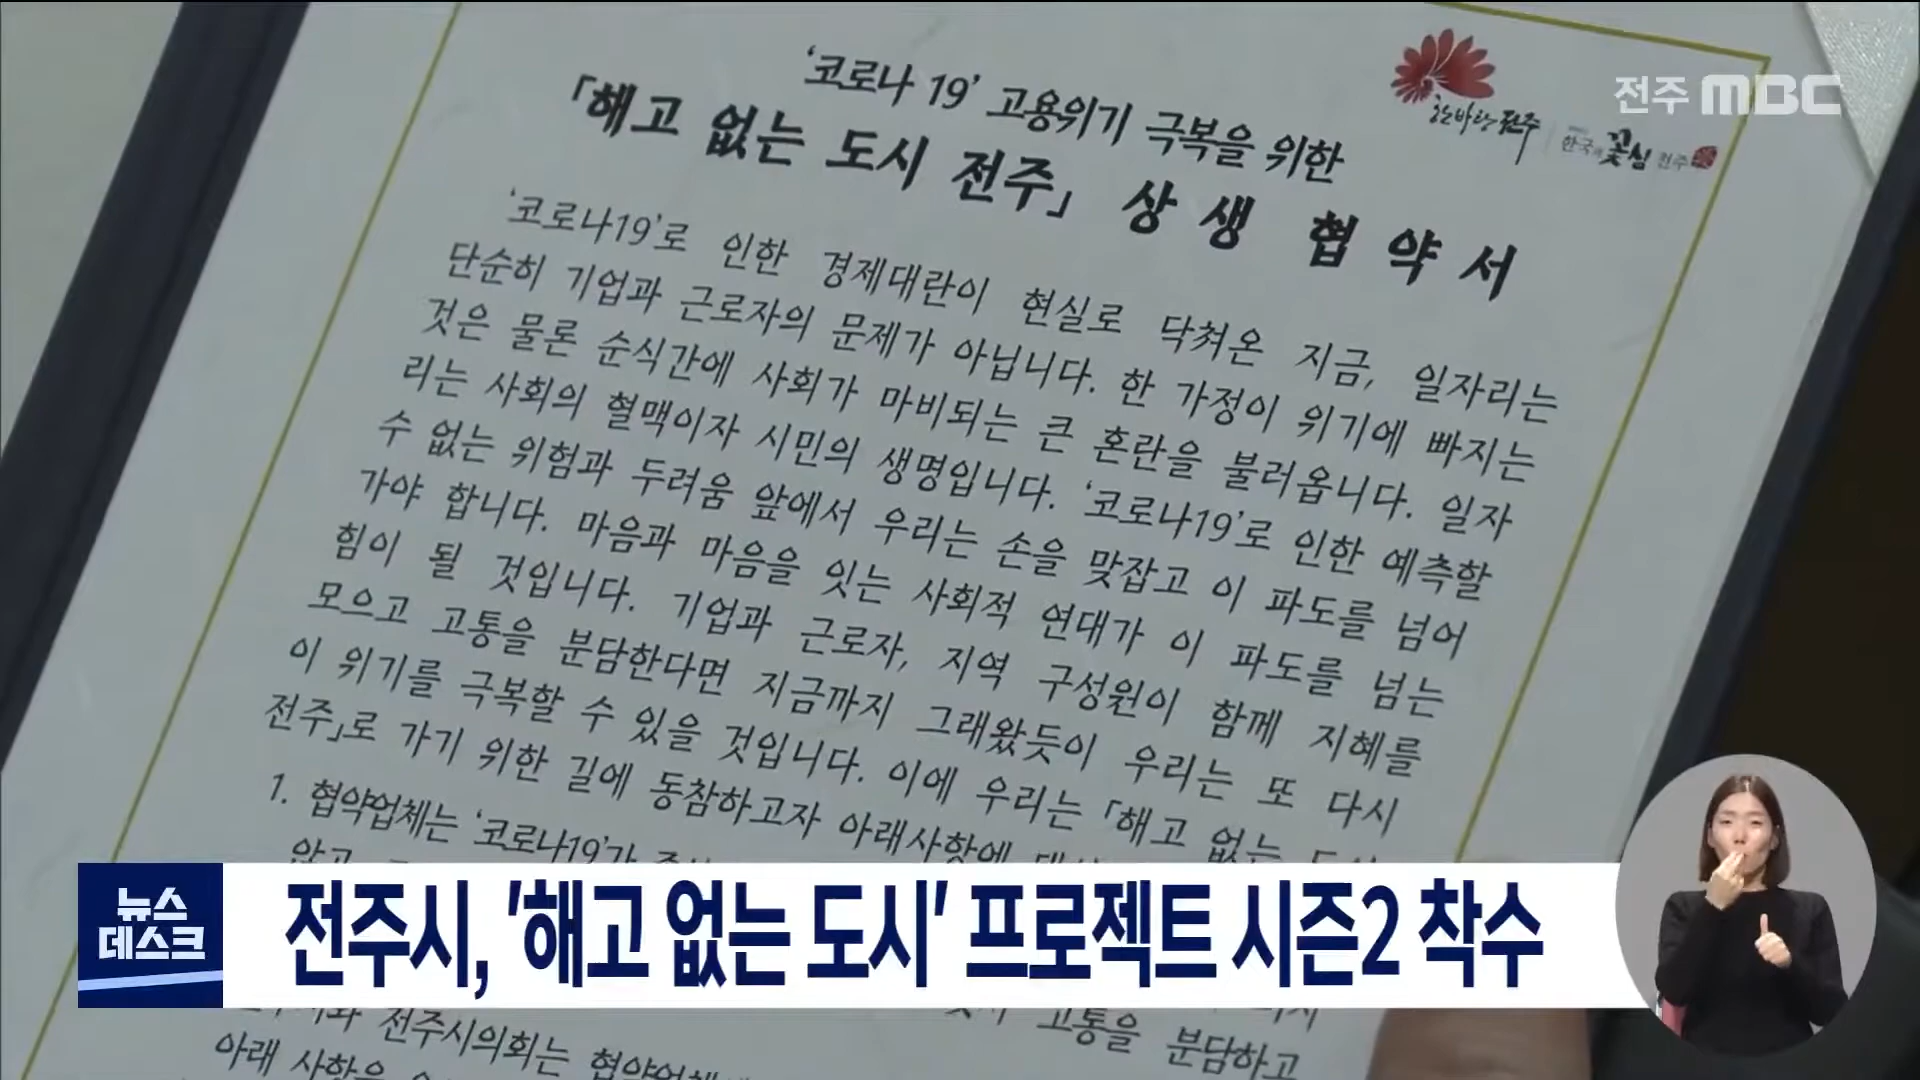 전주 MBC
한바탕 전주
한국의 꽃심 전주
'코로나 19' 고용위기 극복을 위한
「해고 없는 도시 전주」 상 생 협 약 서
'코로나19'로 인한 경제대란이 현실로 닥쳐온 지금, 일자리는
단순히 기업과 근로자의 문제가 아닙니다. 한 가정이 위기에 빠지는
것은 물론 순식간에 사회가 마비되는 큰 혼란을 불러옵니다. 일자
리는 사회의 혈맥이자 시민의 생명입니다. '코로나19'로 인한 예측할
수 없는 위험과 두려움 앞에서 우리는 손을 맞잡고 이 파도를 넘어
가야 합니다. 마음과 마음을 잇는 사회적 연대가 이 파도를 넘는
힘이 될 것입니다. 기업과 근로자, 지역 구성원이 함께 지혜를
모으고 고통을 분담한다면 지금까지 그래왔듯이 우리는 또 다시
이 위기를 극복할 수 있을 것입니다. 이에 우리는 「해고 없는
전주」로 가기 위한 길에 동참하고자 아래사항에
1. 협약업체는 '코로나19'가
뉴스
데스크
전주시, '해고 없는 도시' 프로젝트 시즌2 착수
전주시의회는
고통을 분담하고
아래 사항을